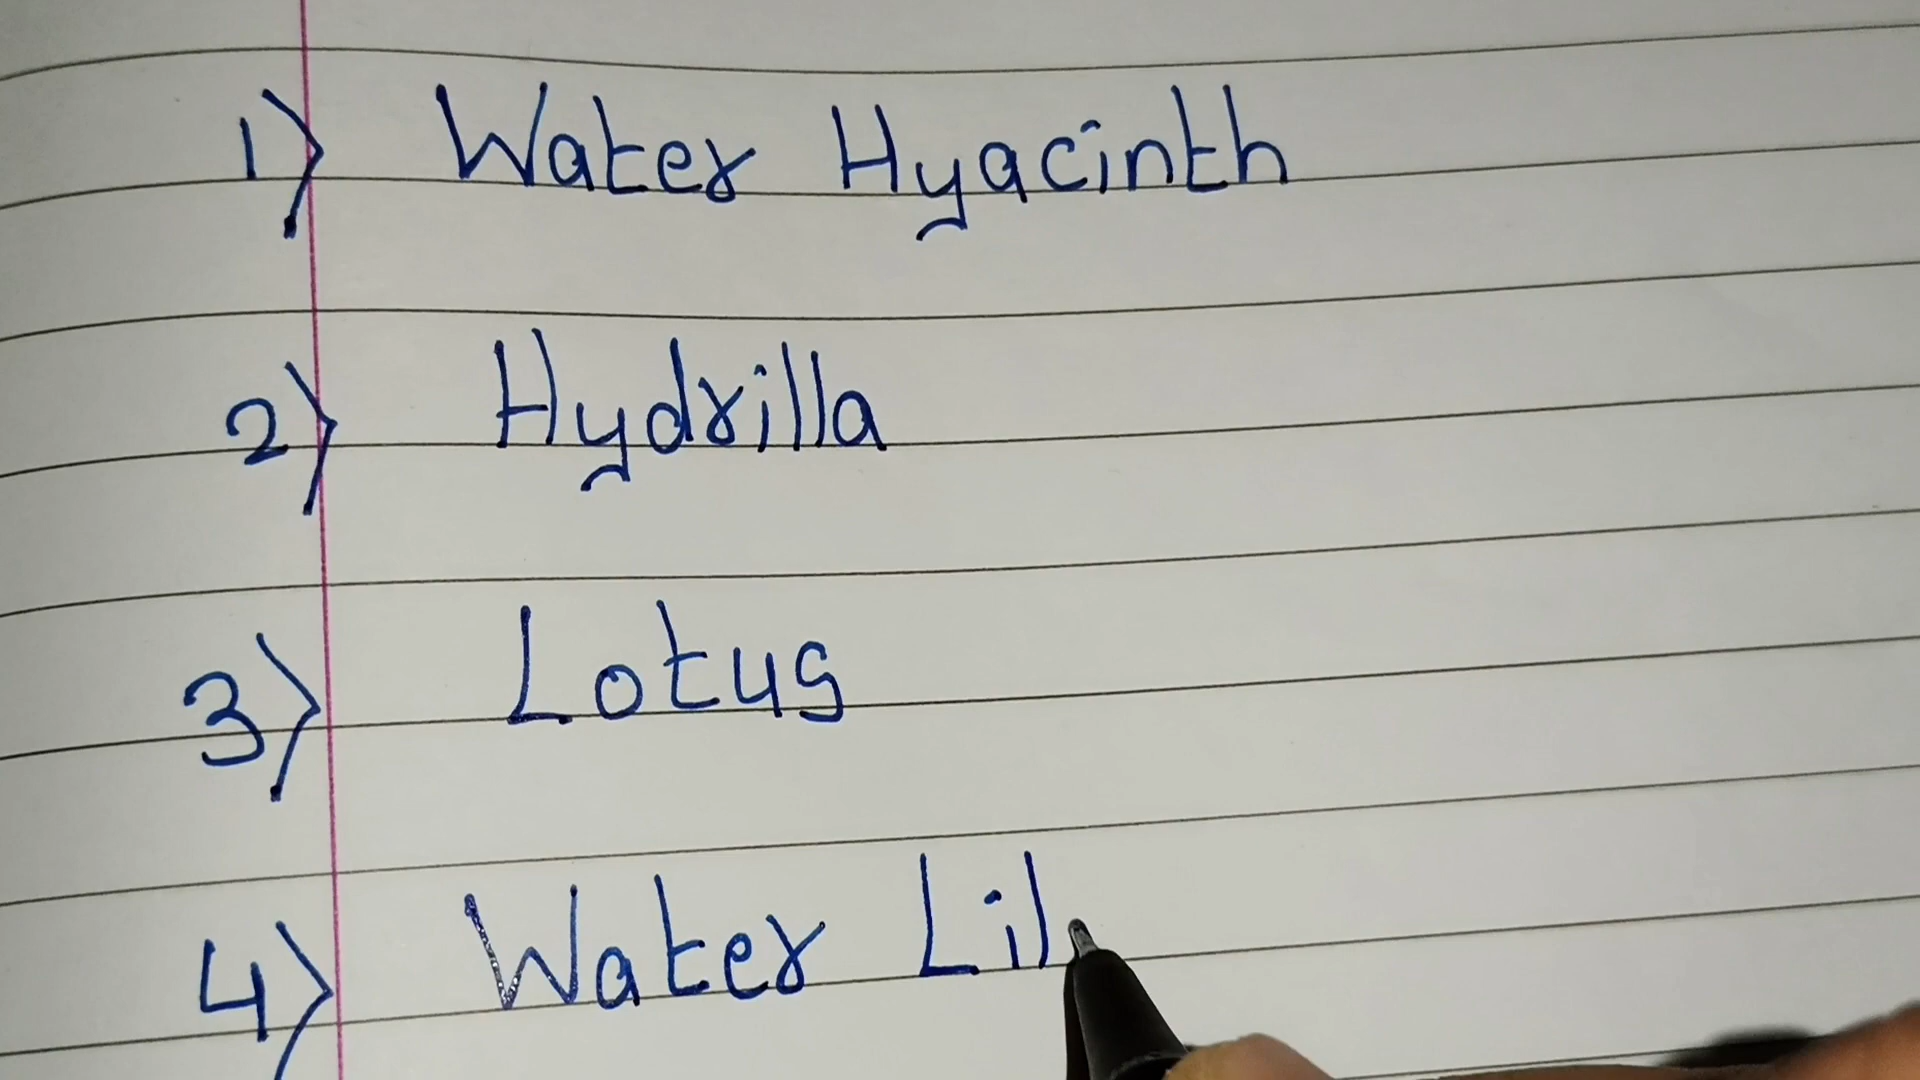 1) Water Hyacinth
2) Hydrilla
3) Lotus
4) Water Lil